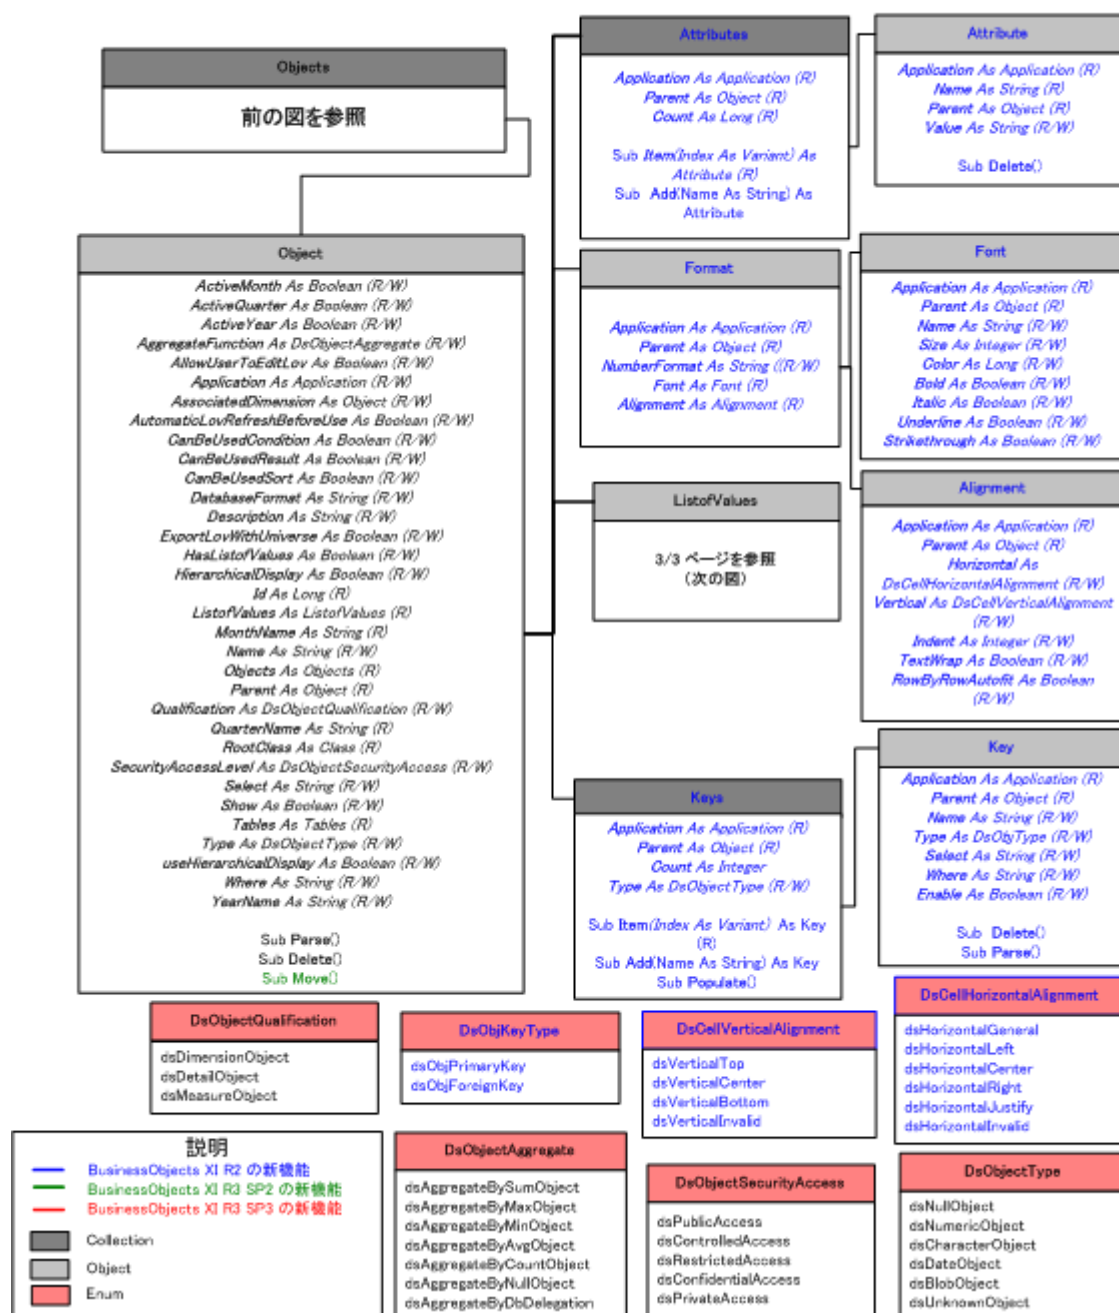 Objects
前の図を参照
Object
ActiveMonth As Boolean (R/W)
ActiveQuarter As Boolean (R/W)
ActiveYear As Boolean (R/W)
AggregateFunction As DsObjectAggregate (R/W)
AllowUserToEditLov As Boolean (R/W)
Application As Application (R/W)
AssociatedDimension As Object (R/W)
AutomaticLovRefreshBeforeUse As Boolean (R/W)
CanBeUsedCondition As Boolean (R/W)
CanBeUsedResult As Boolean (R/W)
CanBeUsedSort As Boolean (R/W)
DatabaseFormat As String (R/W)
Description As String (R/W)
ExportLovWithUniverse As Boolean (R/W)
HasListofValues As Boolean (R/W)
HierarchicalDisplay As Boolean (R/W)
Id As Long (R)
ListofValues As ListofValues (R)
MonthName As String (R)
Name As String (R/W)
Objects As Objects (R)
Parent As Object (R)
Qualification As DsObjectQualification (R/W)
QuarterName As String (R)
RootClass As Class (R)
SecurityAccessLevel As DsObjectSecurityAccess (R/W)
Select As String (R/W)
Show As Boolean (R/W)
Tables As Tables (R)
Type As DsObjectType (R/W)
useHierarchicalDisplay As Boolean (R/W)
Where As String (R/W)
YearName As String (R/W)
Sub Parse()
Sub Delete()
Sub Move()
Attributes
Application As Application (R)
Parent As Object (R)
Count As Long (R)
Sub Item(Index As Variant) As
Attribute (R)
Sub Add(Name As String) As
Attribute
Attribute
Application As Application (R)
Name As String (R)
Parent As Object (R)
Value As String (R/W)
Sub Delete()
Format
Application As Application (R)
Parent As Object (R)
NumberFormat As String ((R/W)
Font As Font (R)
Alignment As Alignment (R)
Font
Application As Application (R)
Parent As Object (R)
Name As String (R/W)
Size As Integer (R/W)
Color As Long (R/W)
Bold As Boolean (R/W)
Italic As Boolean (R/W)
Underline As Boolean (R/W)
Strikethrough As Boolean (R/W)
ListofValues
3/3 ページを参照
(次の図)
Alignment
Application As Application (R)
Parent As Object (R)
Horizontal As
DsCellHorizontalAlignment (R/W)
Vertical As DsCellVerticalAlignment
(R/W)
Indent As Integer (R/W)
TextWrap As Boolean (R/W)
RowByRowAutofit As Boolean
(R/W)
Keys
Application As Application (R)
Parent As Object (R)
Count As Integer
Type As DsObjectType (R/W)
Sub Item(Index As Variant) As Key
(R)
Sub Add(Name As String) As Key
Sub Populate()
Key
Application As Application (R)
Parent As Object (R)
Name As String (R/W)
Type As DsObjType (R/W)
Select As String (R/W)
Where As String (R/W)
Enable As Boolean (R/W)
Sub Delete()
Sub Parse()
DsObjectQualification
dsDimensionObject
dsDetailObject
dsMeasureObject
DsObjKeyType
dsObjPrimaryKey
dsObjForeignKey
DsCellVerticalAlignment
dsVerticalTop
dsVerticalCenter
dsVerticalBottom
dsVerticalInvalid
DsCellHorizontalAlignment
dsHorizontalGeneral
dsHorizontalLeft
dsHorizontalCenter
dsHorizontalRight
dsHorizontalJustify
dsHorizontalInvalid
説明
BusinessObjects XI R2 の新機能
BusinessObjects XI R3 SP2 の新機能
BusinessObjects XI R3 SP3 の新機能
Collection
Object
Enum
DsObjectAggregate
dsAggregateBySumObject
dsAggregateByMaxObject
dsAggregateByMinObject
dsAggregateByAvgObject
dsAggregateByCountObject
dsAggregateByNullObject
dsAggregateByDbDelegation
DsObjectSecurityAccess
dsPublicAccess
dsControlledAccess
dsRestrictedAccess
dsConfidentialAccess
dsPrivateAccess
DsObjectType
dsNullObject
dsNumericObject
dsCharacterObject
dsDateObject
dsBlobObject
dsUnknownObject